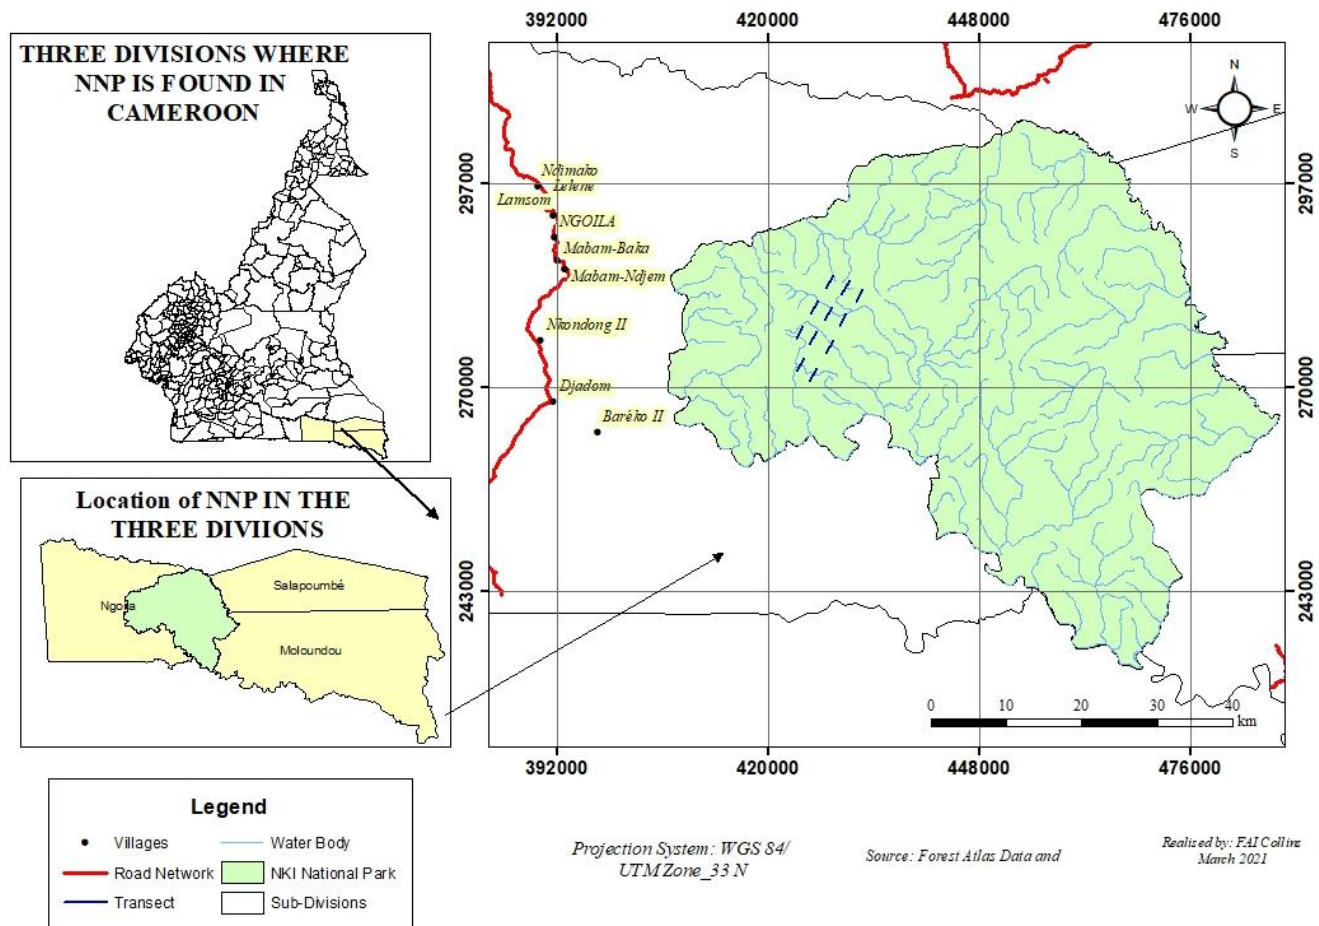 THREE DIVISIONS WHERE
NNP IS FOUND IN
CAMEROON
Location of NNP IN THE
THREE DIVIIONS
Salapoumbé
Ngoila
Moloundou
392000
420000
448000
476000
N
W
E
S
297000
297000
Ndimako
Lelene
Lamsom
NGOILA
Mabam-Baka
Mabam-Ndjem
Nkondong II
270000
270000
Djadom
Baréko II
243000
243000
0
10
20
30
40
km
392000
420000
448000
476000
Legend
Villages
Water Body
Road Network
NKI National Park
Transect
Sub-Divisions
Projection System: WGS 84/
UTM Zone_33 N
Source: Forest Atlas Data and
Realised by: FAI Collins
March 2021